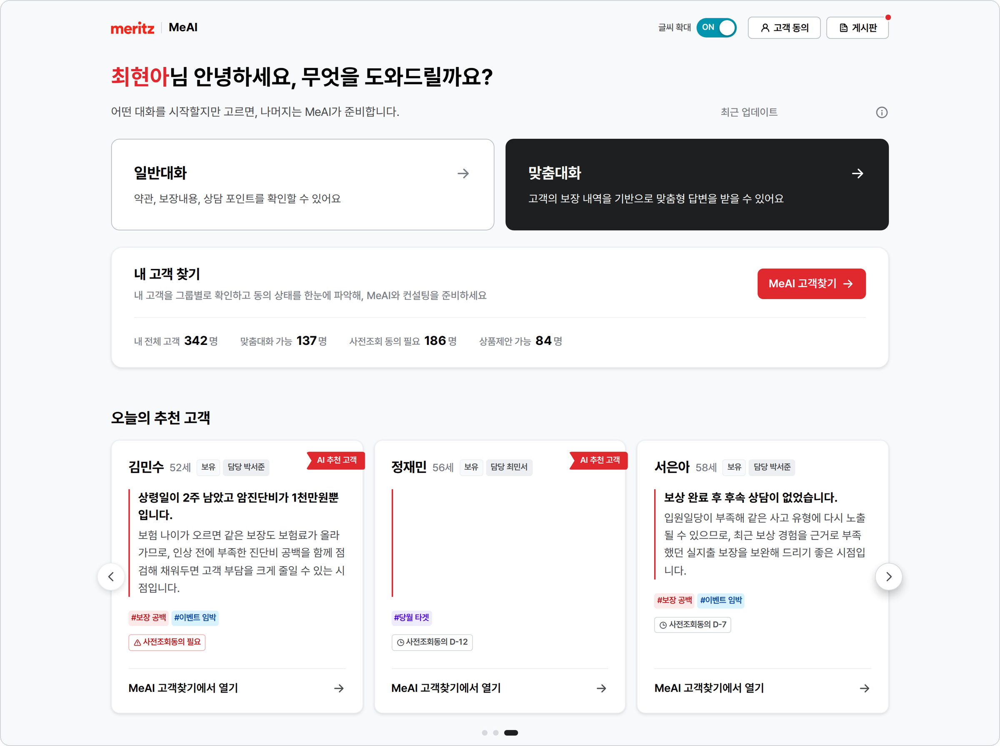 meritz MeAI
글씨 확대 ON 고객 동의 게시판
최현아님 안녕하세요, 무엇을 도와드릴까요?
어떤 대화를 시작할지만 고르면, 나머지는 MeAI가 준비합니다.
최근 업데이트
일반대화
약관, 보장내용, 상담 포인트를 확인할 수 있어요
맞춤대화
고객의 보장 내역을 기반으로 맞춤형 답변을 받을 수 있어요
내 고객 찾기
내 고객을 그룹별로 확인하고 동의 상태를 한눈에 파악해, MeAI와 컨설팅을 준비하세요
MeAI 고객찾기
내 전체 고객 342명 맞춤대화 가능 137명 사전조회 동의 필요 186명 상품제안 가능 84명
오늘의 추천 고객
AI 추천 고객
김민수 52세 보유 담당 박서준
상령일이 2주 남았고 암진단비가 1천만원뿐
입니다.
보험 나이가 오르면 같은 보장도 보험료가 올라
가므로, 인상 전에 부족한 진단비 공백을 함께 점
검해 채워두면 고객 부담을 크게 줄일 수 있는 시
점입니다.
#보장 공백 #이벤트 임박
사전조회동의 필요
MeAI 고객찾기에서 열기
AI 추천 고객
정재민 56세 보유 담당 최민서
#당월 타겟
사전조회동의 D-12
MeAI 고객찾기에서 열기
서은아 58세 보유 담당 박서준
보상 완료 후 후속 상담이 없었습니다.
입원일당이 부족해 같은 사고 유형에 다시 노출
될 수 있으므로, 최근 보상 경험을 근거로 부족
했던 실지출 보장을 보완해 드리기 좋은 시점입
니다.
#보장 공백 #이벤트 임박
사전조회동의 D-7
MeAI 고객찾기에서 열기